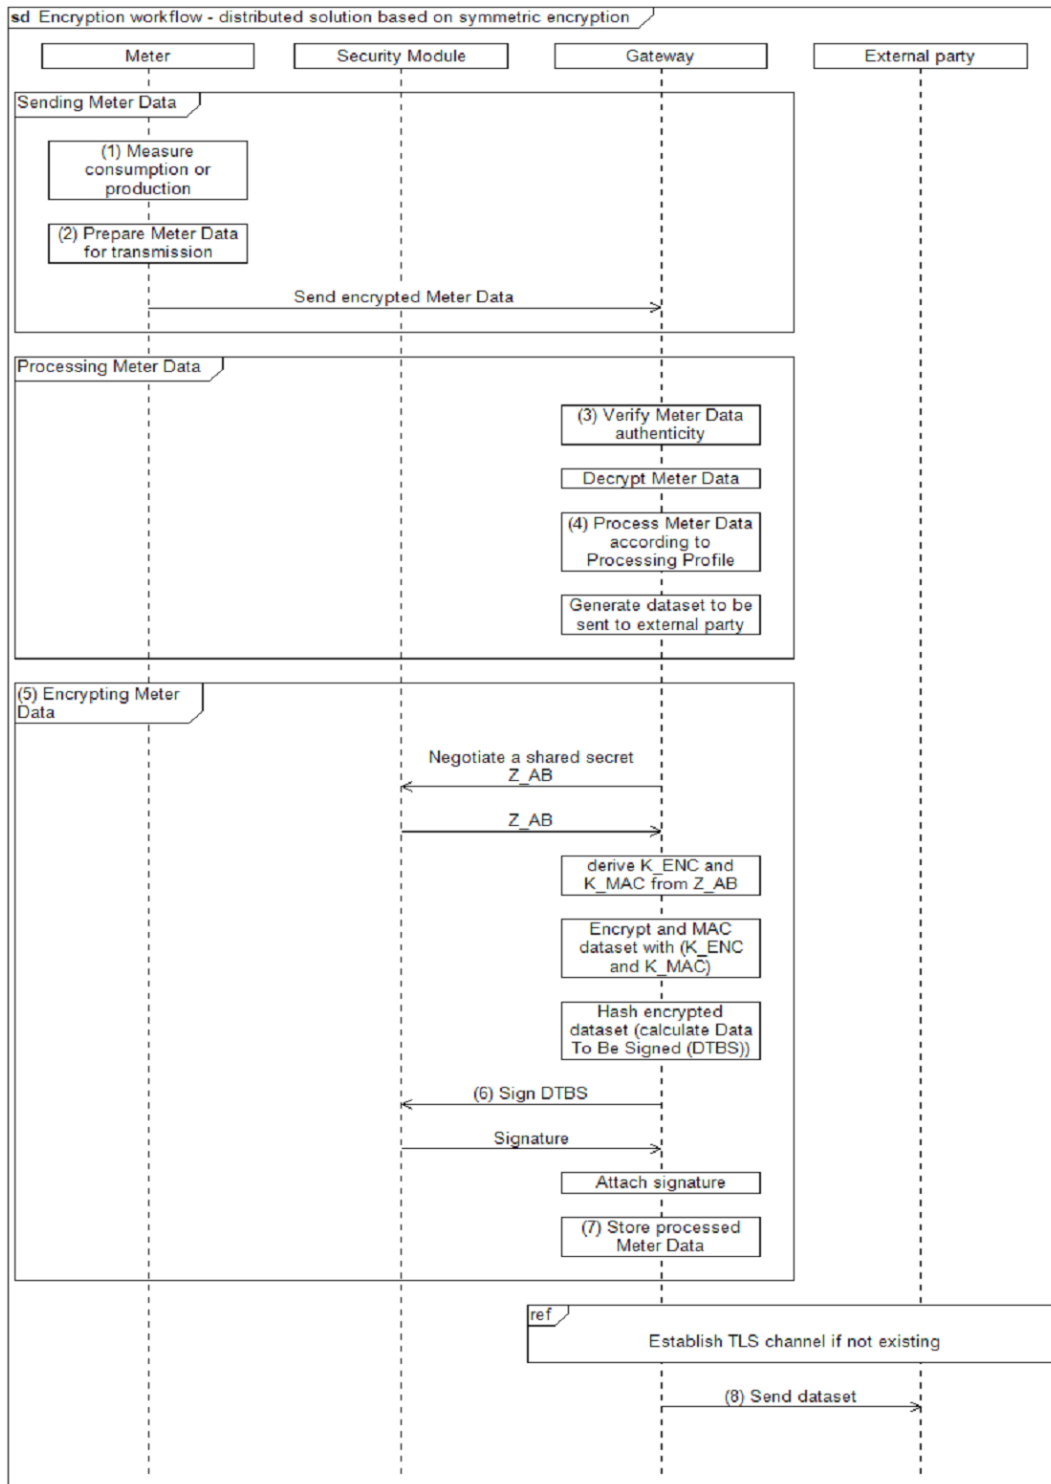 sd Encryption workflow - distributed solution based on symmetric encryption
Meter
Security Module
Gateway
External party
Sending Meter Data
(1) Measure
consumption or
production
(2) Prepare Meter Data
for transmission
Send encrypted Meter Data
Processing Meter Data
(3) Verify Meter Data
authenticity
Decrypt Meter Data
(4) Process Meter Data
according to
Processing Profile
Generate dataset to be
sent to external party
(5) Encrypting Meter
Data
Negotiate a shared secret
Z_AB
Z_AB
derive K_ENC and
K_MAC from Z_AB
Encrypt and MAC
dataset with (K_ENC
and K_MAC)
Hash encrypted
dataset (calculate Data
To Be Signed (DTBS))
(6) Sign DTBS
Signature
Attach signature
(7) Store processed
Meter Data
ref
Establish TLS channel if not existing
(8) Send dataset